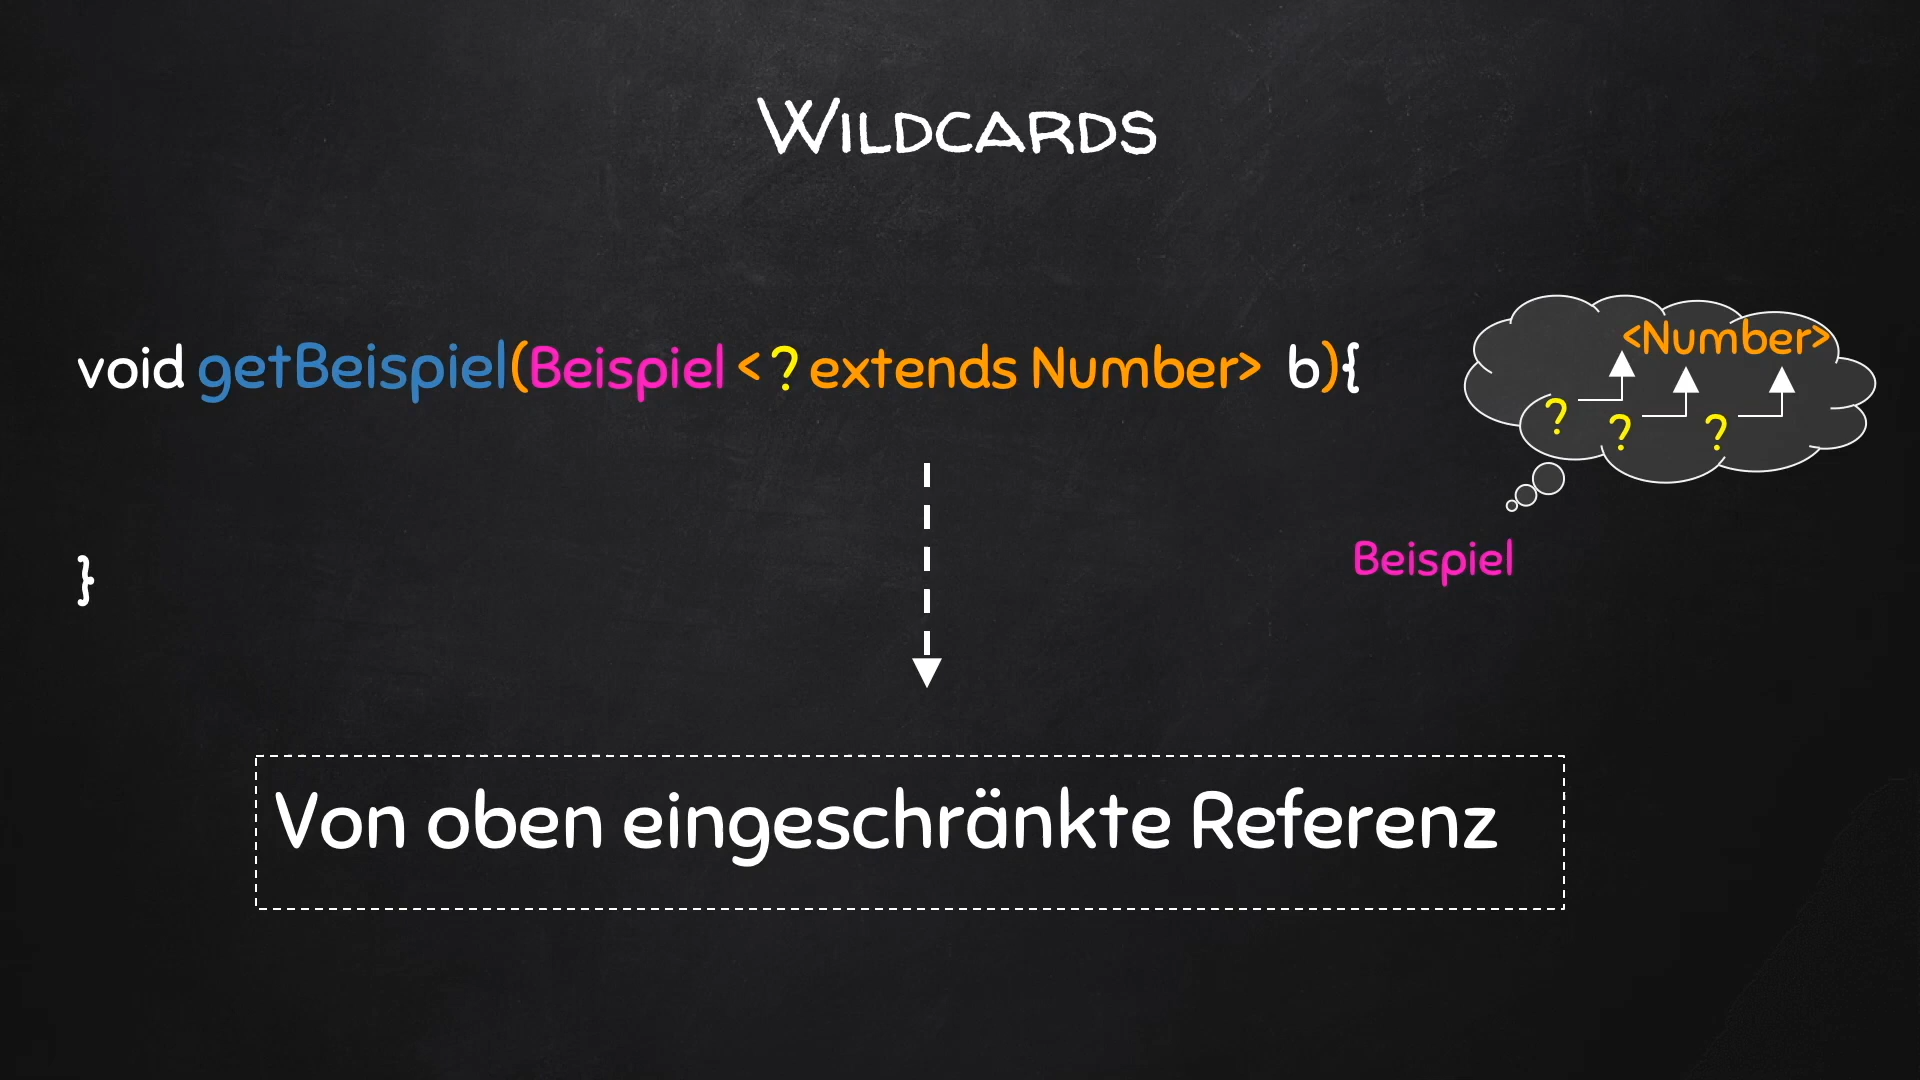 Wildcards
void getBeispiel(Beispiel <? extends Number> b){
<Number>
? ? ?
}
Beispiel
Von oben eingeschränkte Referenz